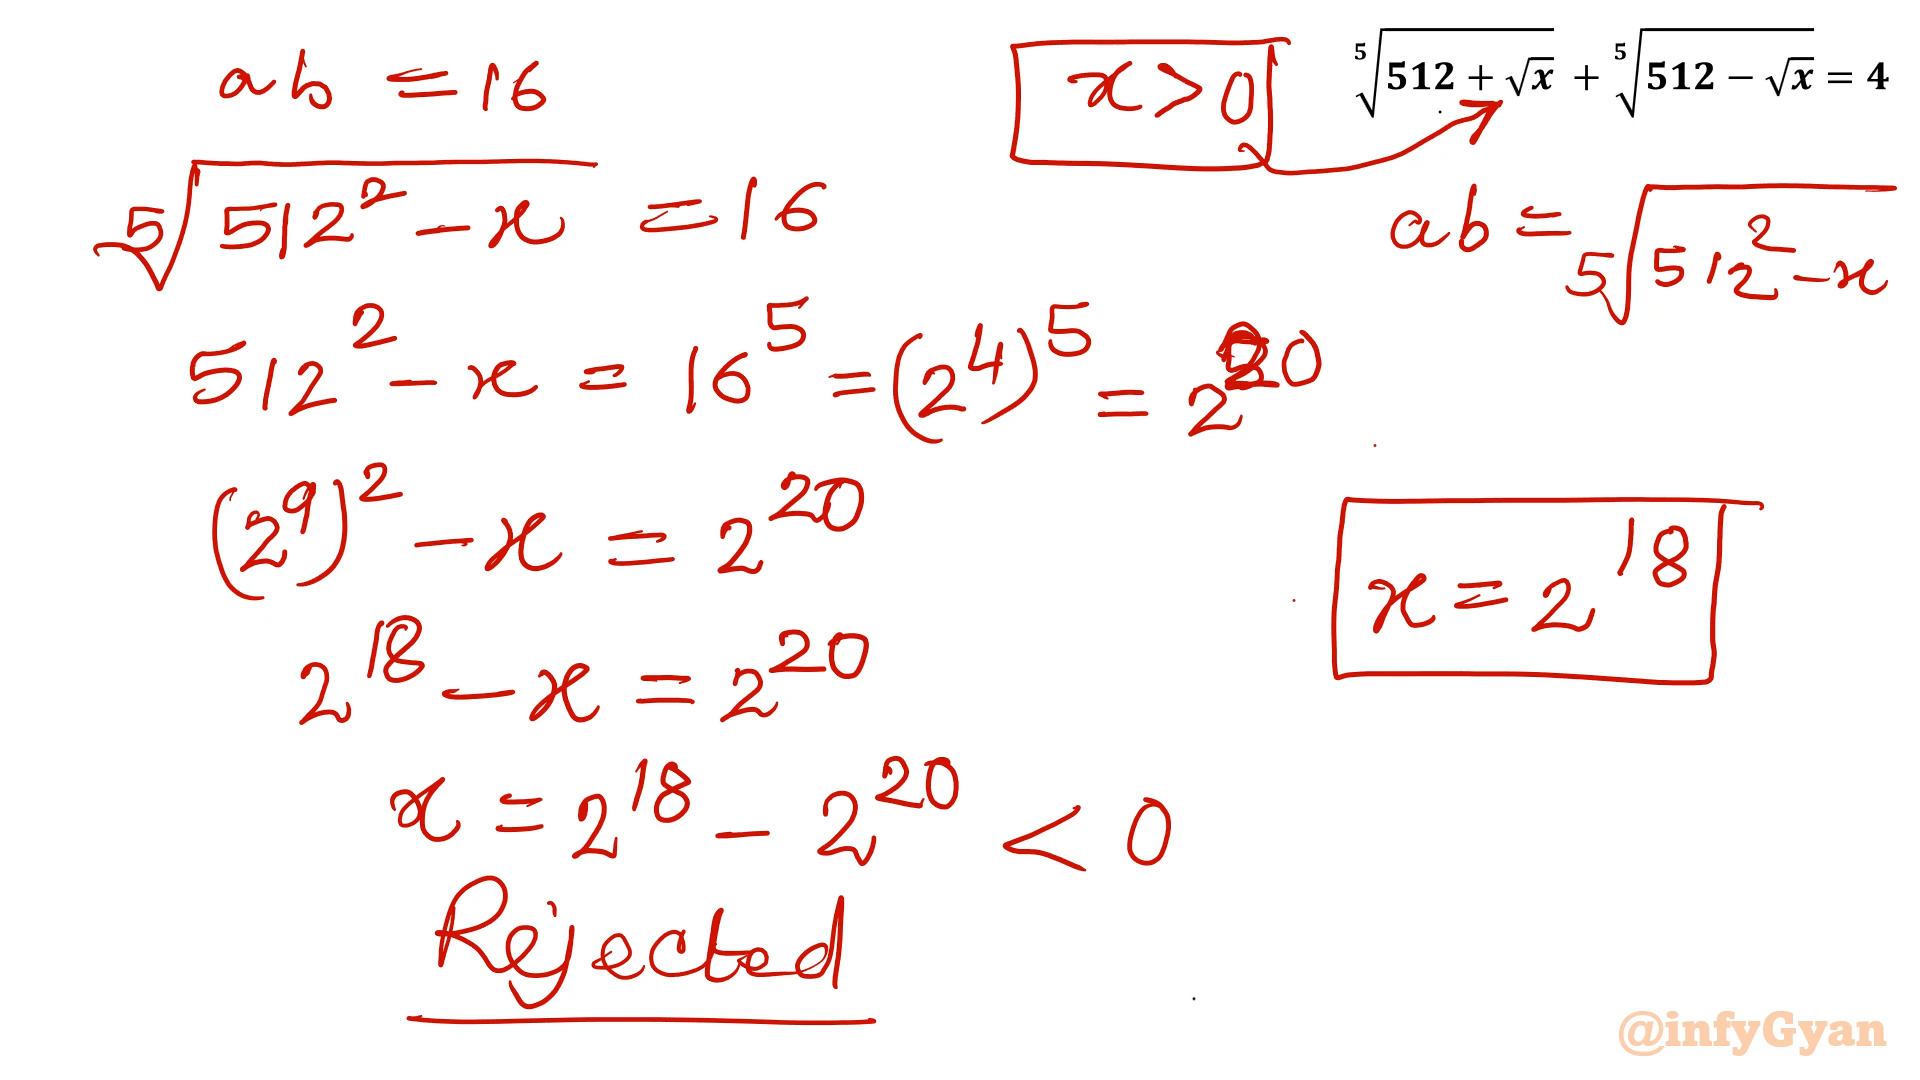 ⁵√(512 + √x) + ⁵√(512 − √x) = 4
x > 0
ab = ⁵√(512² − x)
ab = 16
⁵√(512² − x) = 16
512² − x = 16⁵ = (2⁴)⁵ = 2²⁰
(2⁹)² − x = 2²⁰
2¹⁸ − x = 2²⁰
x = 2¹⁸ − 2²⁰ < 0
Rejected
x = 2¹⁸
@infyGyan